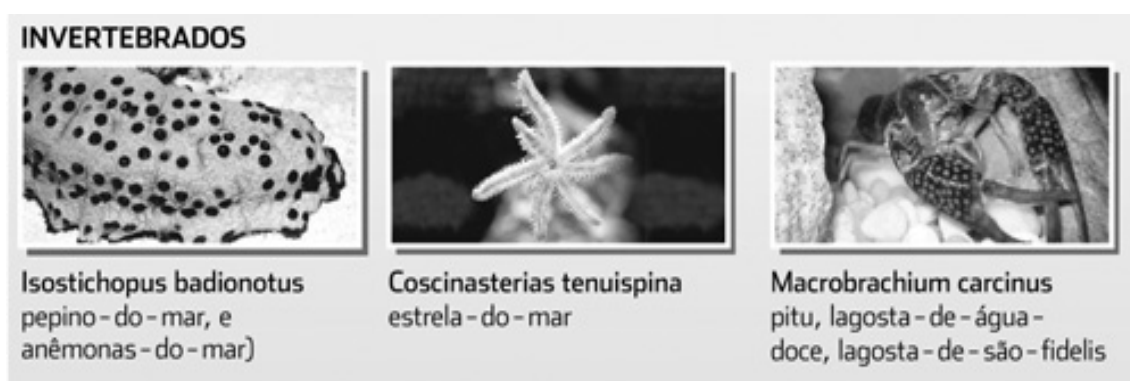 INVERTEBRADOS
Isostichopus badionotus
pepino-do-mar, e
anêmonas-do-mar)
Coscinasterias tenuispina
estrela-do-mar
Macrobrachium carcinus
pitu, lagosta-de-água-
doce, lagosta-de-são-fidelis